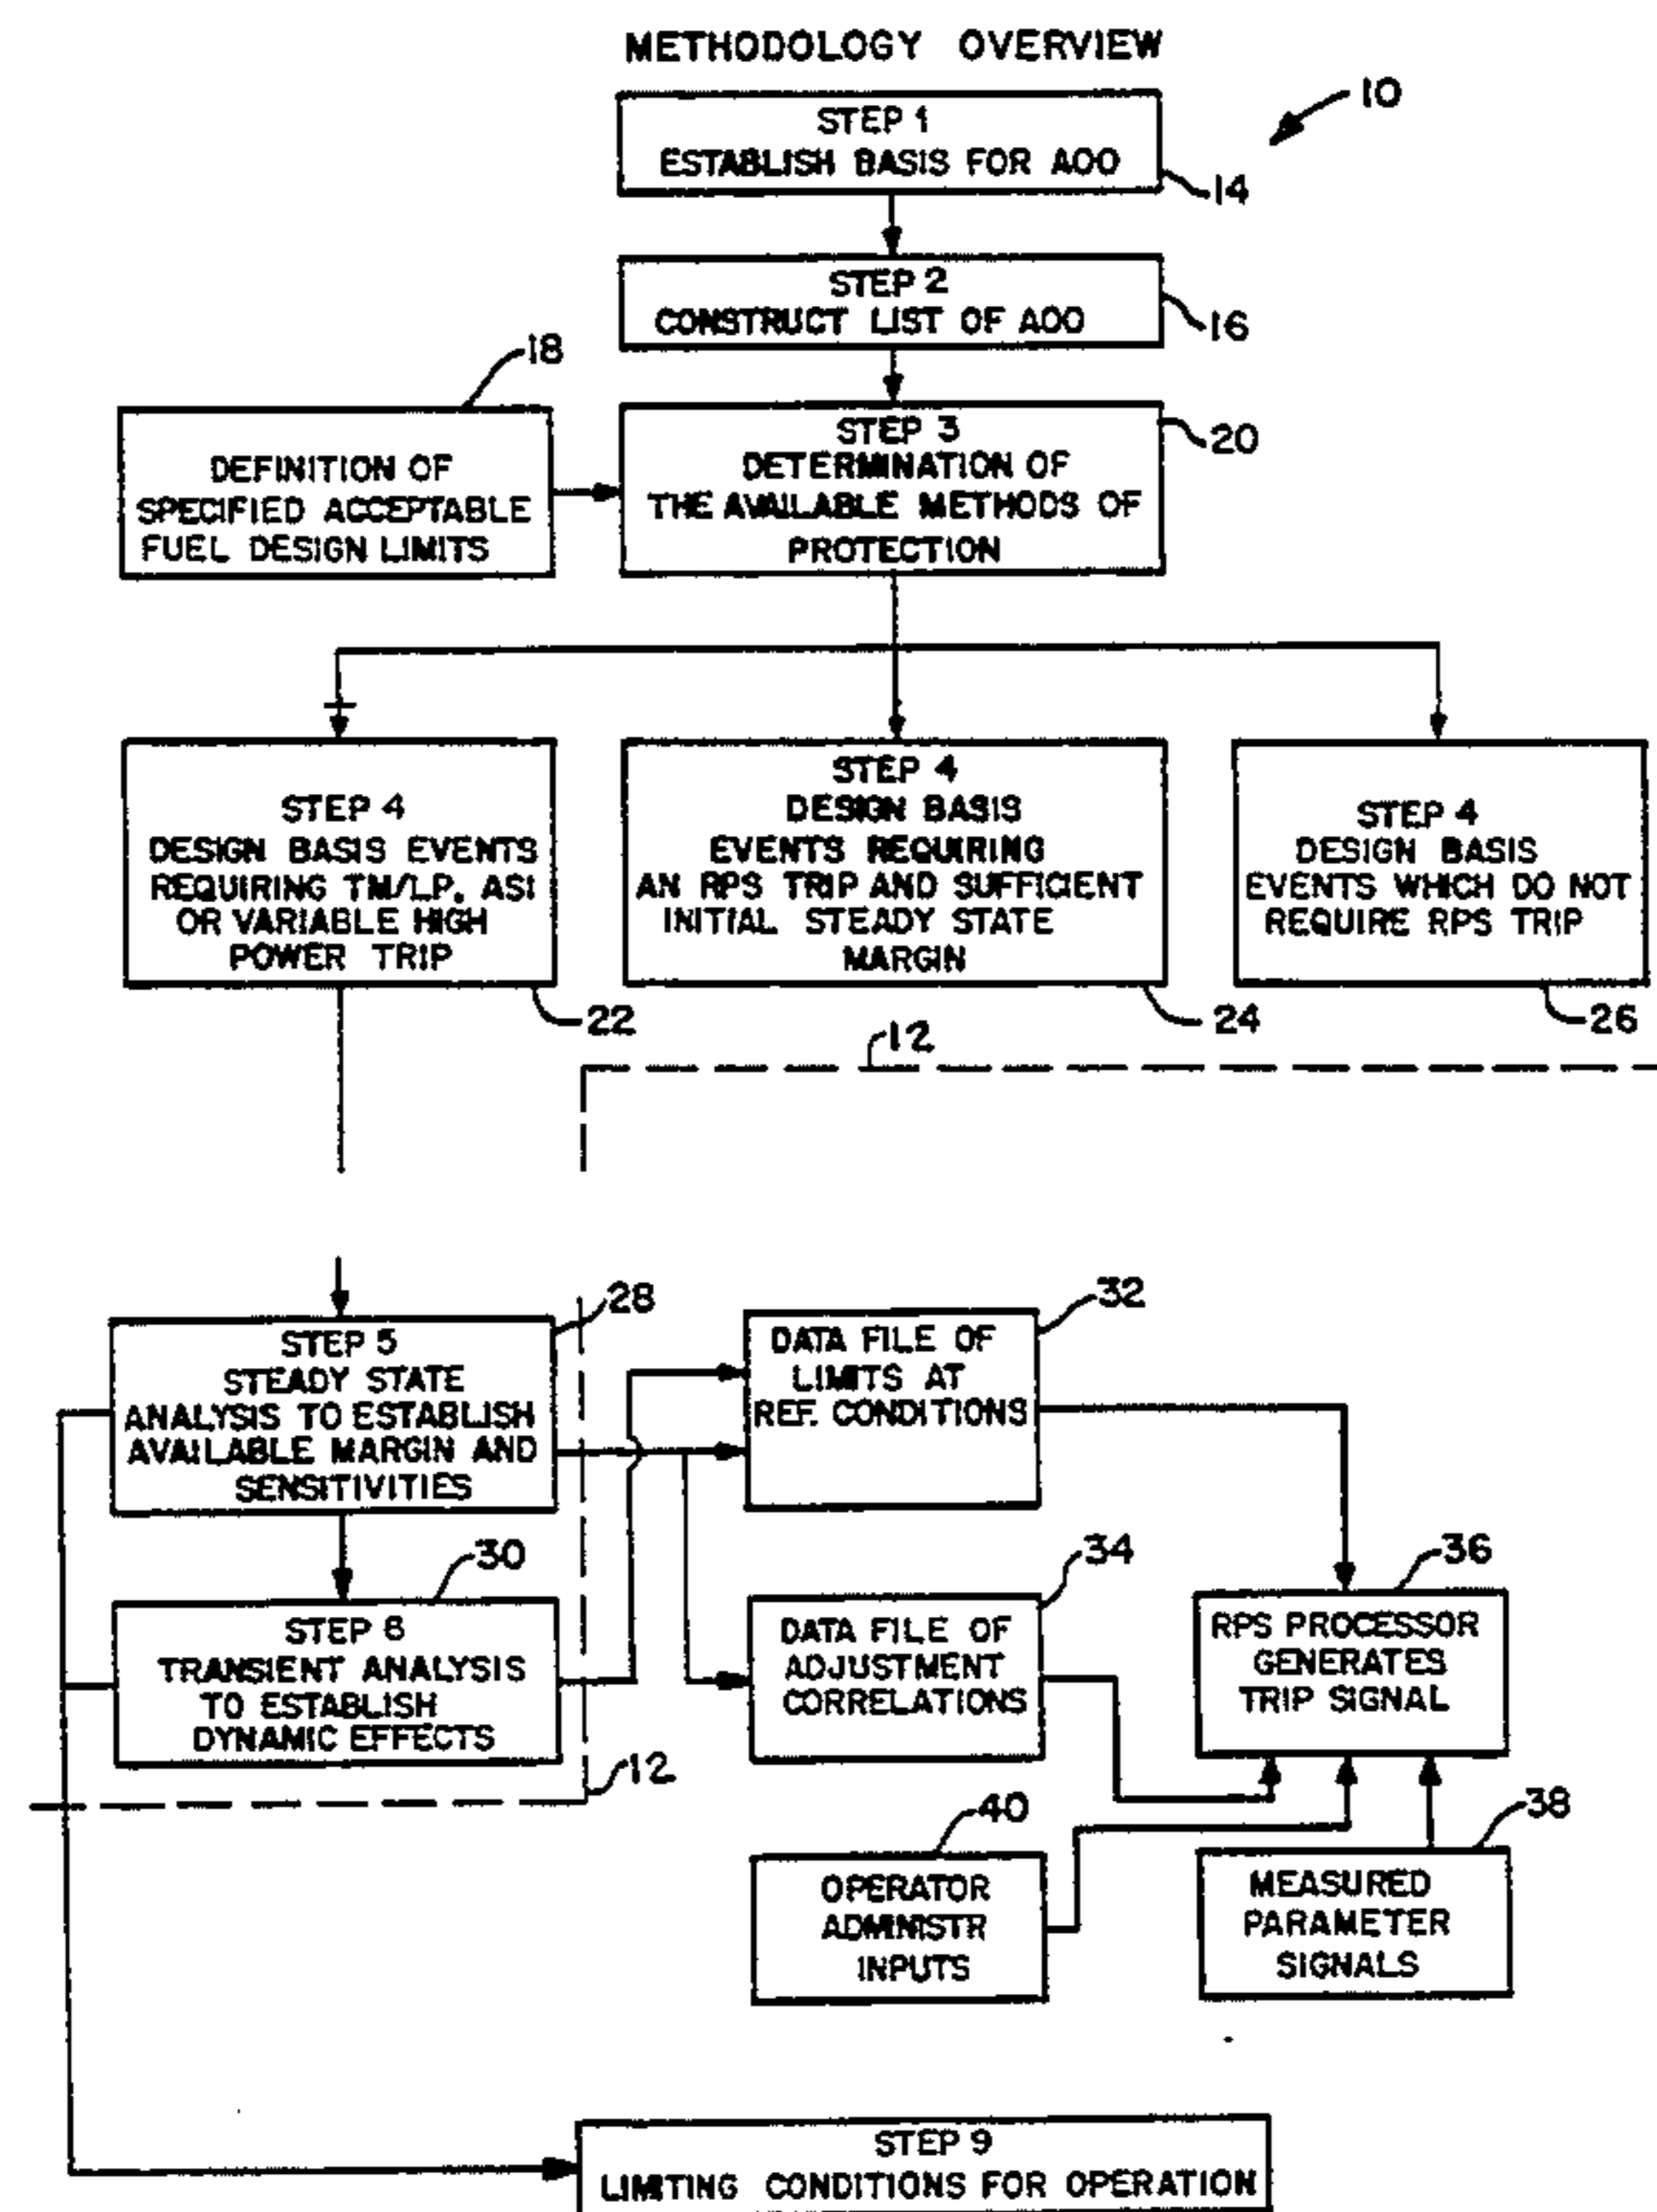 METHODOLOGY OVERVIEW
10
STEP 1
ESTABLISH BASIS FOR AOO
14
STEP 2
CONSTRUCT LIST OF AOO
16
18
DEFINITION OF
SPECIFIED ACCEPTABLE
FUEL DESIGN LIMITS
STEP 3
DETERMINATION OF
THE AVAILABLE METHODS OF
PROTECTION
20
STEP 4
DESIGN BASIS EVENTS
REQUIRING TM/LP, ASI
OR VARIABLE HIGH
POWER TRIP
22
STEP 4
DESIGN BASIS
EVENTS REQUIRING
AN RPS TRIP AND SUFFICIENT
INITIAL STEADY STATE
MARGIN
24
STEP 4
DESIGN BASIS
EVENTS WHICH DO NOT
REQUIRE RPS TRIP
26
12
STEP 5
STEADY STATE
ANALYSIS TO ESTABLISH
AVAILABLE MARGIN AND
SENSITIVITIES
28
DATA FILE OF
LIMITS AT
REF. CONDITIONS
32
STEP 6
TRANSIENT ANALYSIS
TO ESTABLISH
DYNAMIC EFFECTS
30
DATA FILE OF
ADJUSTMENT
CORRELATIONS
34
RPS PROCESSOR
GENERATES
TRIP SIGNAL
36
12
OPERATOR
ADMINISTR
INPUTS
40
MEASURED
PARAMETER
SIGNALS
38
STEP 9
LIMITING CONDITIONS FOR OPERATION